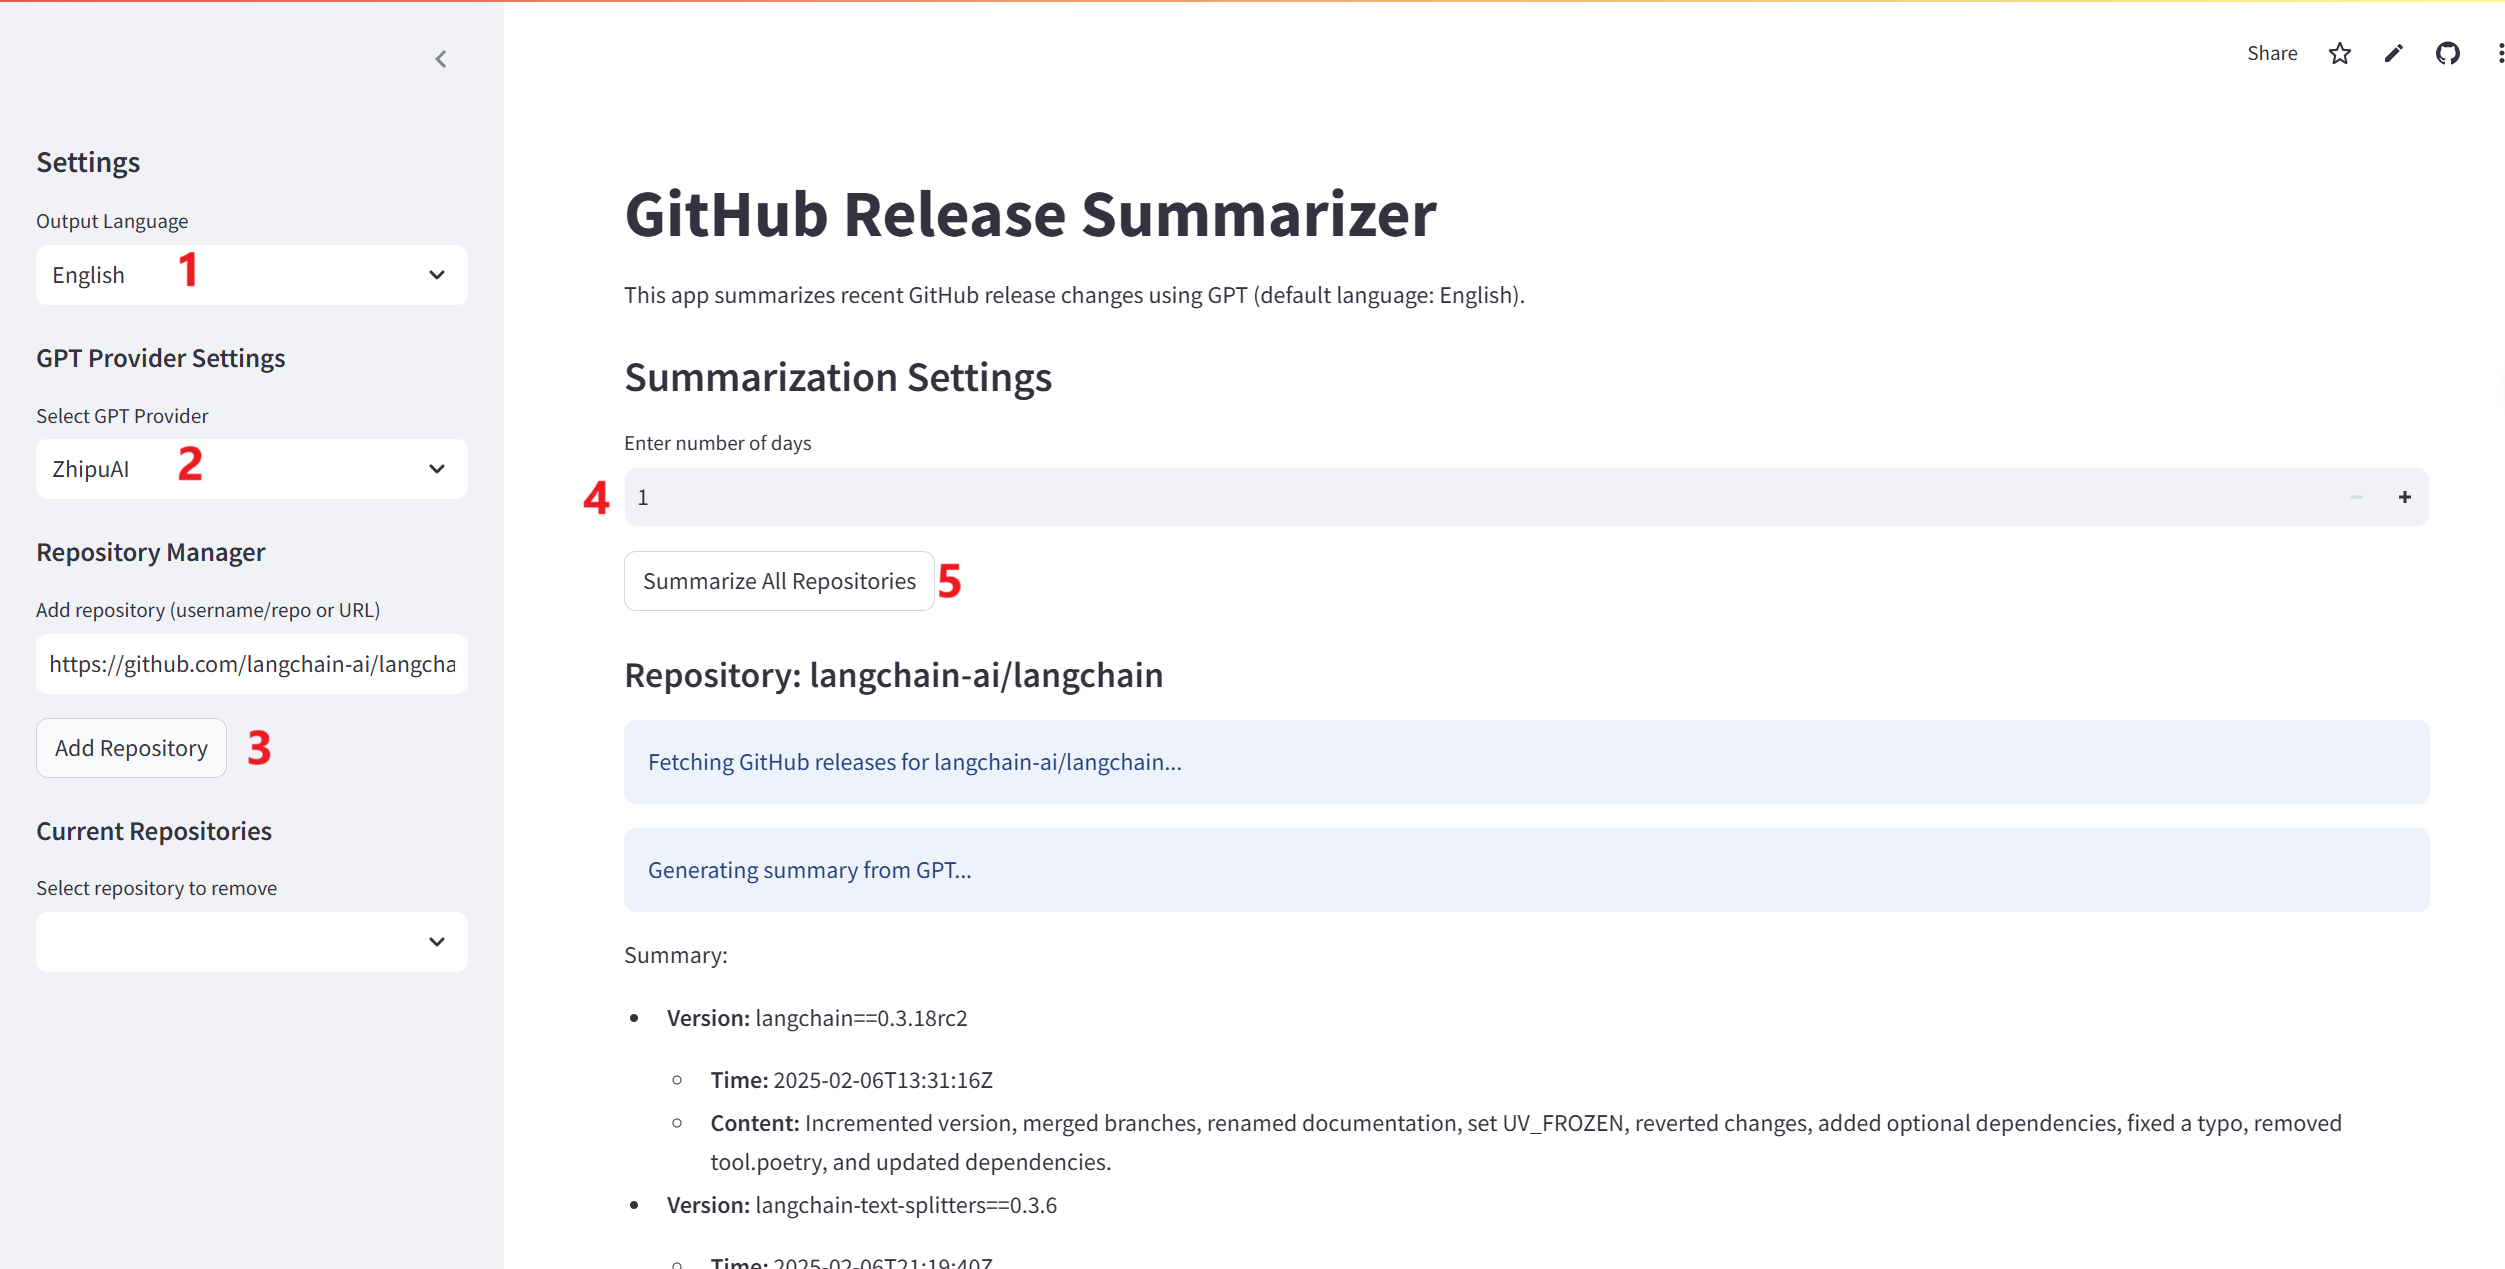 Share
Settings
Output Language
English 1
GPT Provider Settings
Select GPT Provider
ZhipuAI 2
Repository Manager
Add repository (username/repo or URL)
https://github.com/langchain-ai/langcha
Add Repository 3
Current Repositories
Select repository to remove
GitHub Release Summarizer
This app summarizes recent GitHub release changes using GPT (default language: English).
Summarization Settings
Enter number of days
4 1
Summarize All Repositories 5
Repository: langchain-ai/langchain
Fetching GitHub releases for langchain-ai/langchain...
Generating summary from GPT...
Summary:
Version: langchain==0.3.18rc2
Time: 2025-02-06T13:31:16Z
Content: Incremented version, merged branches, renamed documentation, set UV_FROZEN, reverted changes, added optional dependencies, fixed a typo, removed
tool.poetry, and updated dependencies.
Version: langchain-text-splitters==0.3.6
Time: 2025-02-06T21:19:40Z